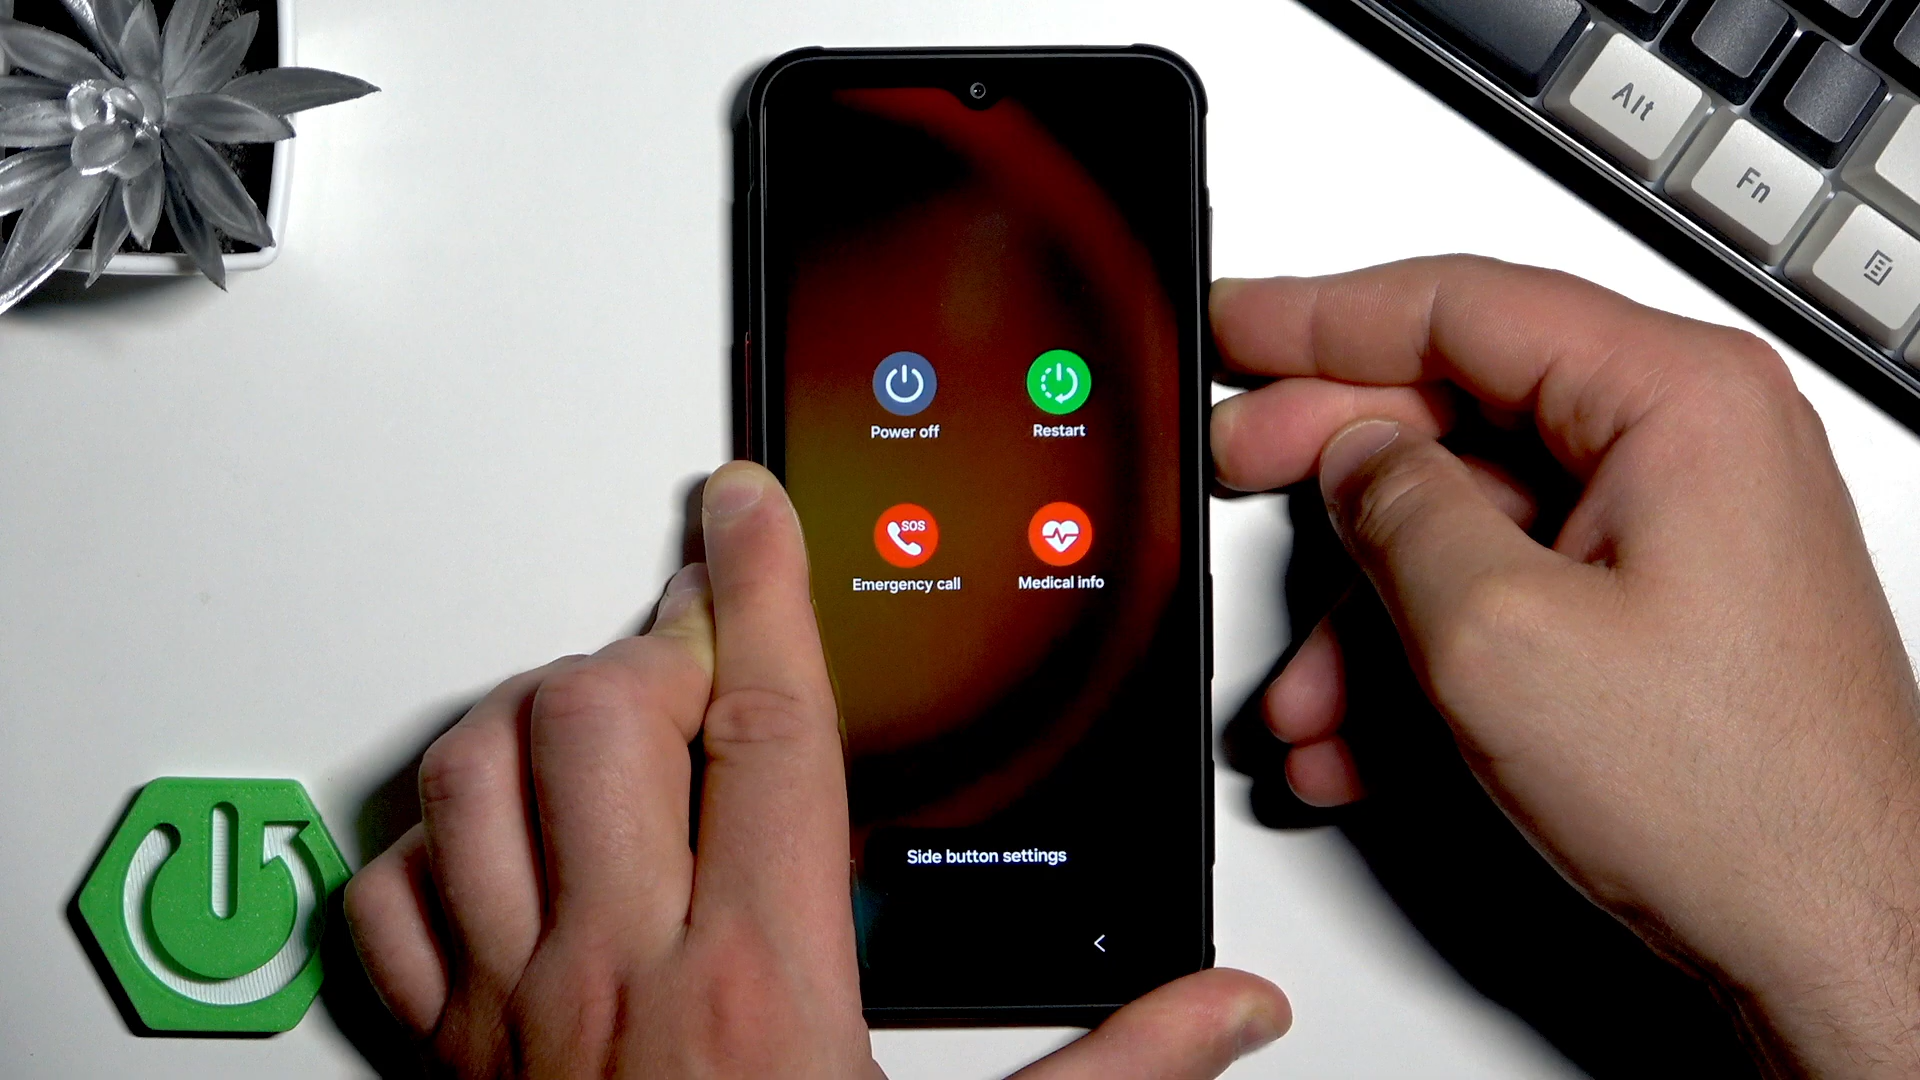 Alt
Fn
Power off
Restart
SOS
Emergency call
Medical info
Side button settings